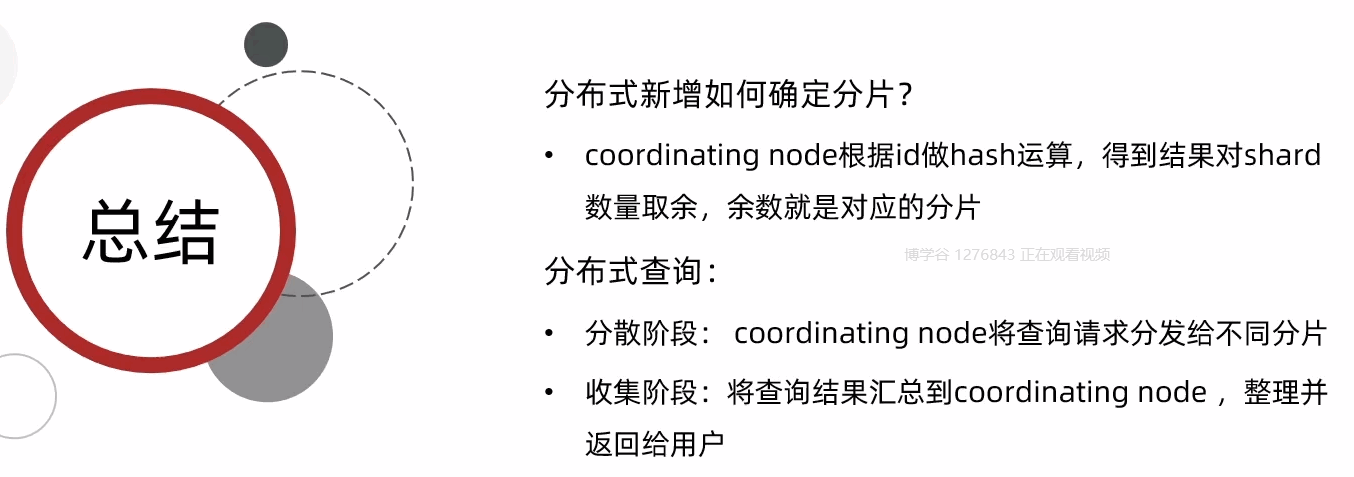 总结
分布式新增如何确定分片？
• coordinating node根据id做hash运算，得到结果对shard
数量取余，余数就是对应的分片
博学谷 1276843 正在观看视频
分布式查询：
• 分散阶段： coordinating node将查询请求分发给不同分片
• 收集阶段：将查询结果汇总到coordinating node ，整理并
返回给用户